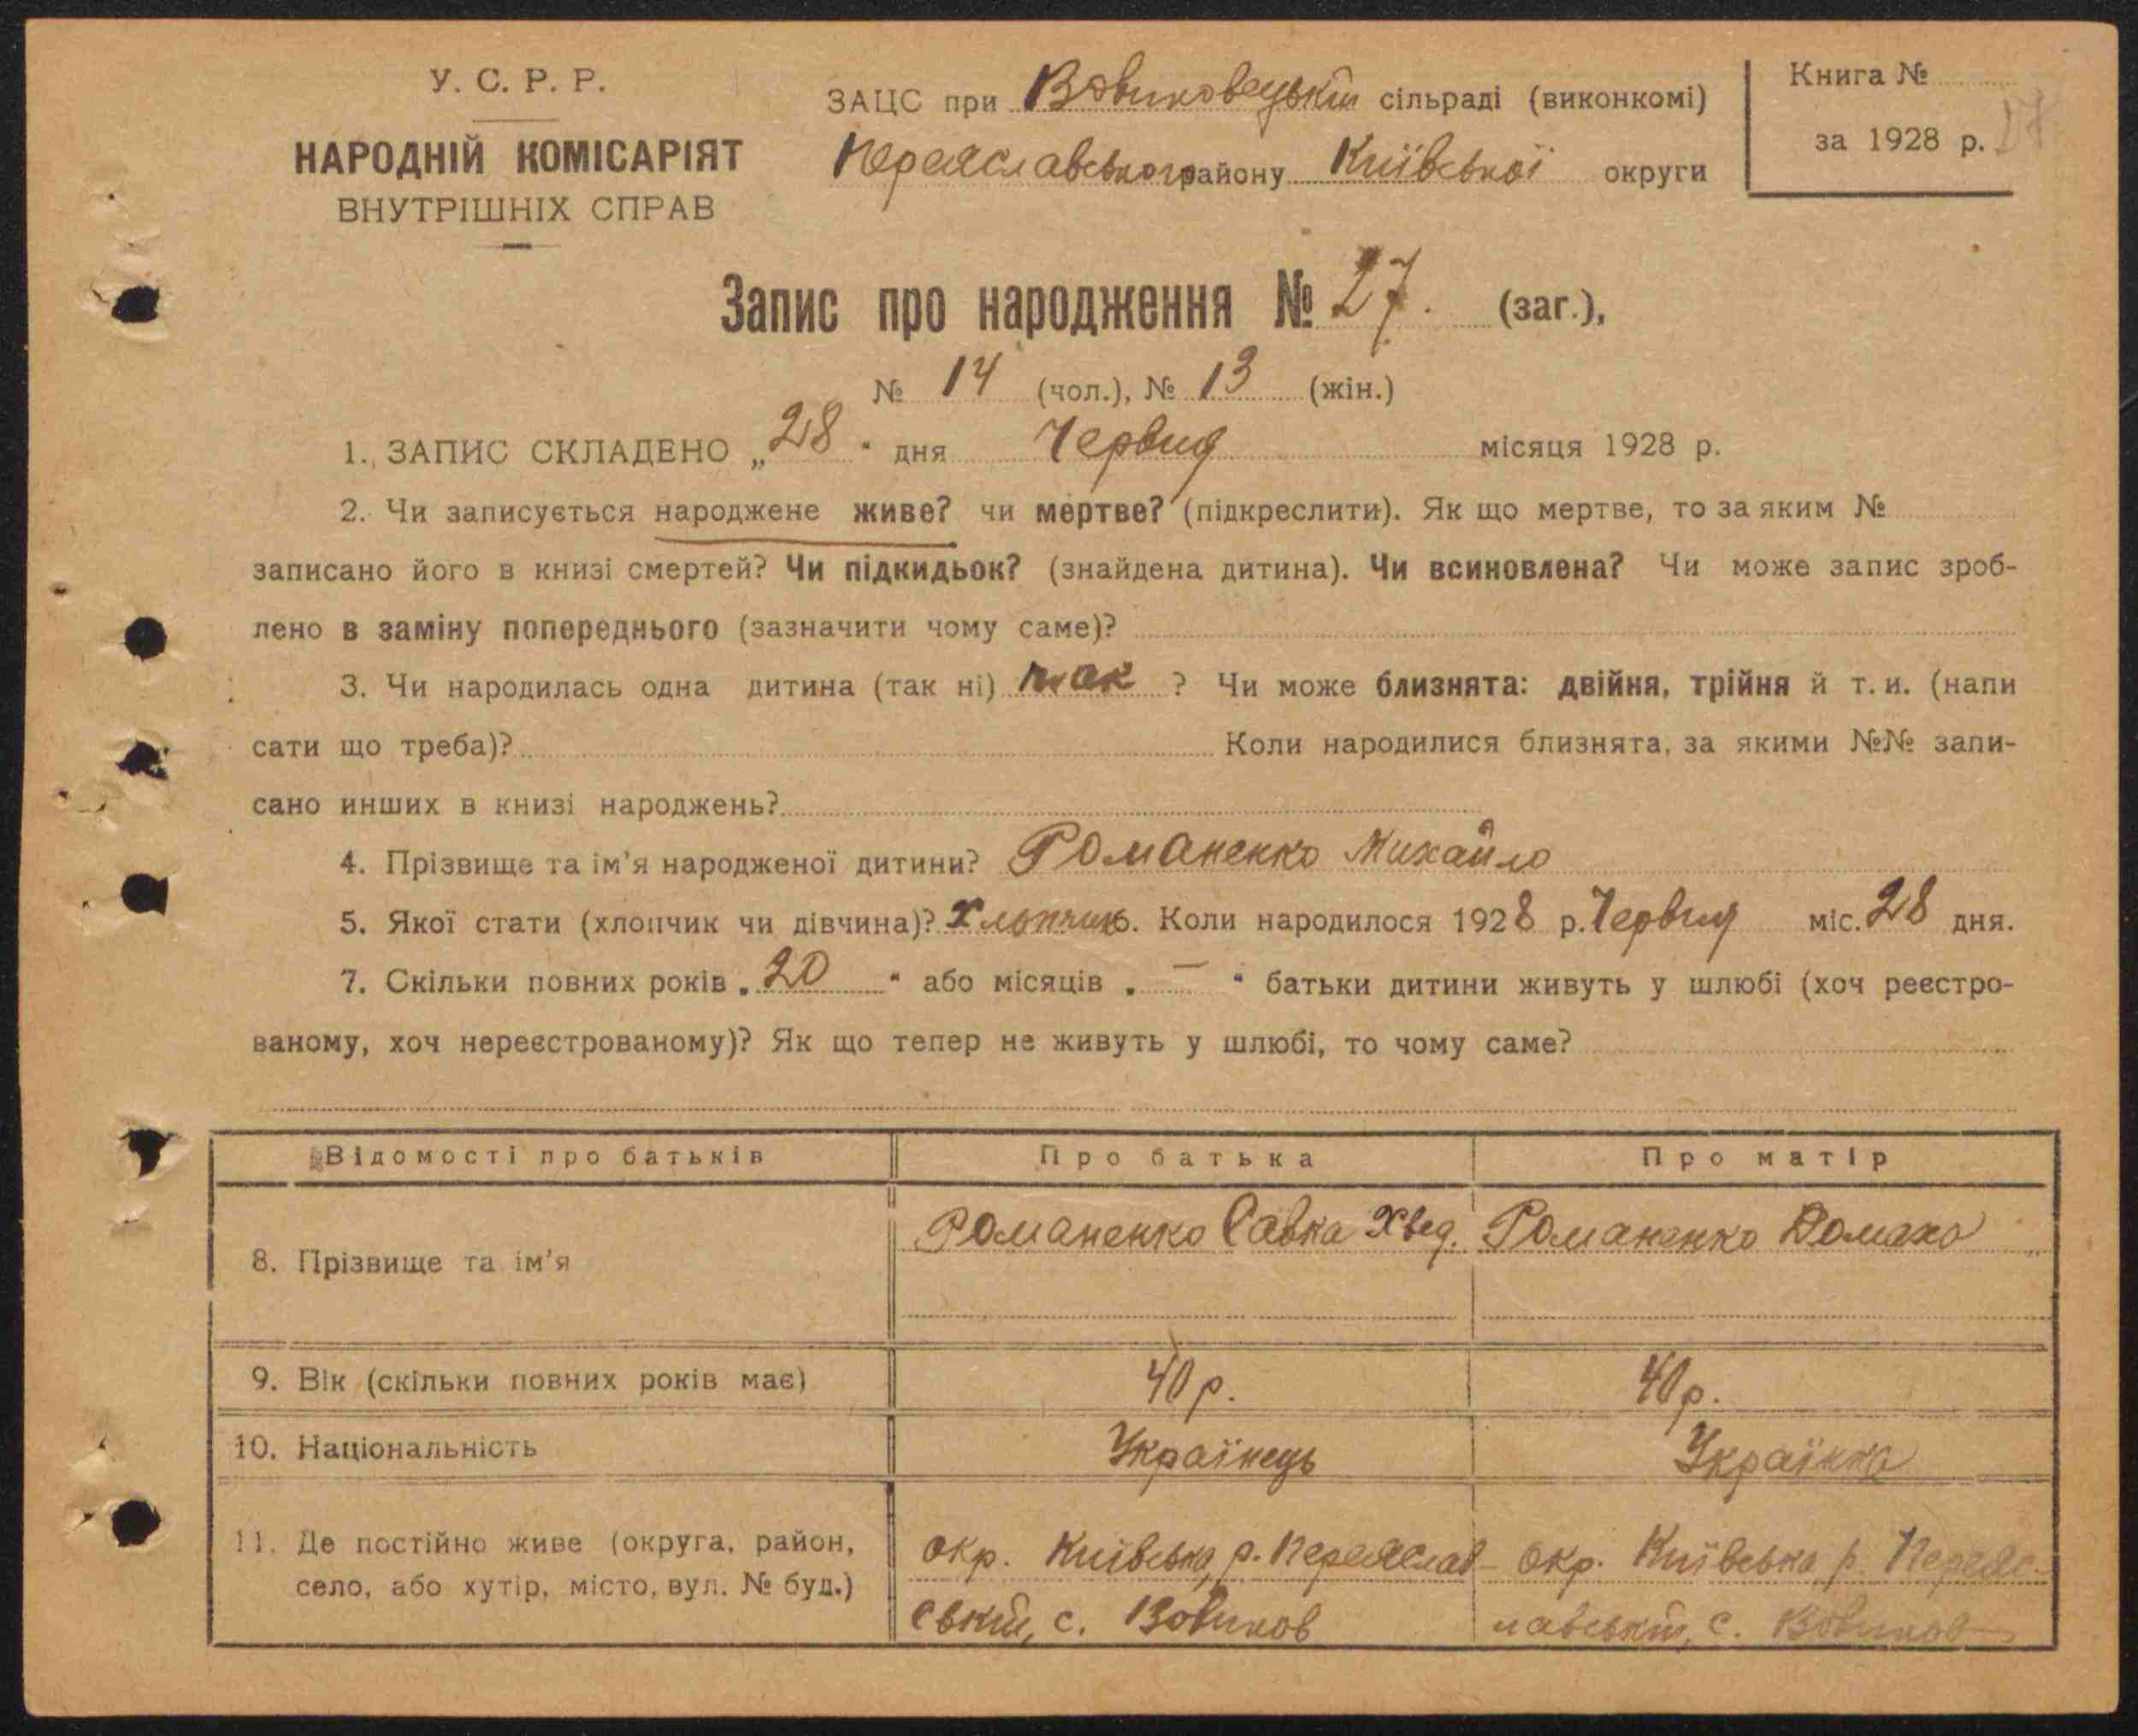 У. С. Р. Р.
НАРОДНІЙ КОМІСАРІЯТ
ВНУТРІШНІХ СПРАВ
ЗАЦС при Вовчковецькій сільраді (виконкомі)
Переяславського району Київської округи
Книга №
за 1928 р. 27
Запис про народження № 27. (заг.),
№ 14 (чол.), № 13 (жін.)
1. ЗАПИС СКЛАДЕНО „28" дня Червня місяця 1928 р.
2. Чи записується народжене живе? чи мертве? (підкреслити). Як що мертве, то за яким №
записано його в книзі смертей? Чи підкидьок? (знайдена дитина). Чи всиновлена? Чи може запис зроб-
лено в заміну попереднього (зазначити чому саме)?
3. Чи народилась одна дитина (так ні) так ? Чи може близнята: двійня, трійня й т. и. (напи
сати що треба)? Коли народилися близнята, за якими №№ запи-
сано инших в книзі народжень?
4. Прізвище та ім'я народженої дитини? Романенко Михайло
5. Якої стати (хлопчик чи дівчина)? хлопчик 6. Коли народилося 1928 р. Червня міс. 28 дня.
7. Скільки повних років „20" або місяців „—" батьки дитини живуть у шлюбі (хоч реєстро-
ваному, хоч нереєстрованому)? Як що тепер не живуть у шлюбі, то чому саме?
Відомості про батьків Про батька Про матір
8. Прізвище та ім'я Романенко Савка Хвед. Романенко Домаха
9. Вік (скільки повних років має) 40 р. 40 р.
10. Національність Українець Українка
11. Де постійно живе (округа, район, окр. Київська, р. Переяслав- окр. Київська р. Переяс-
село, або хутір, місто, вул. № буд.) ський, с. Вовчков лавський, с. Вовчков